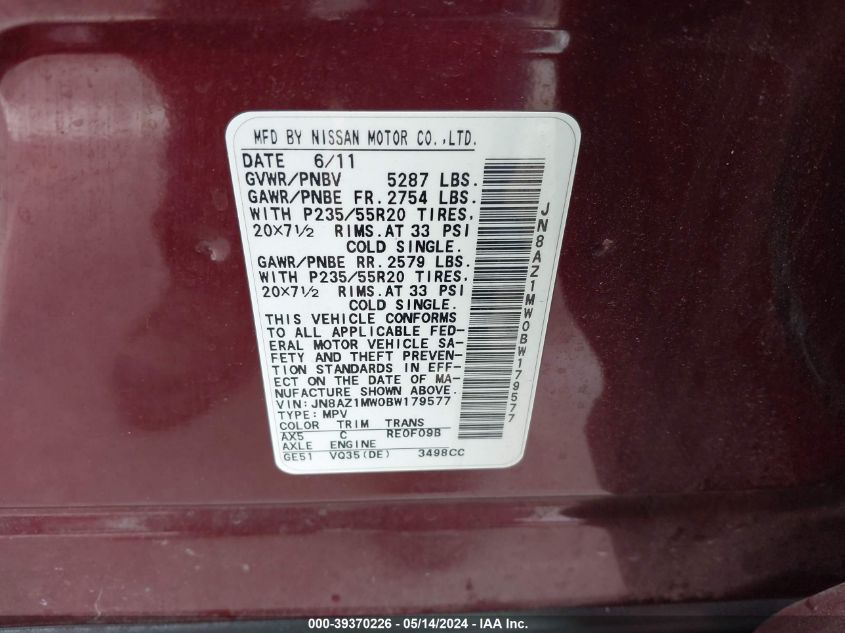 MFD BY NISSAN MOTOR CO.,LTD.
DATE 6/11
GVWR/PNBV 5287 LBS.
GAWR/PNBE FR. 2754 LBS.
WITH P235/55R20 TIRES,
20×7½ RIMS. AT 33 PSI
COLD SINGLE.
GAWR/PNBE RR. 2579 LBS.
WITH P235/55R20 TIRES,
20×7½ RIMS. AT 33 PSI
COLD SINGLE.
THIS VEHICLE CONFORMS
TO ALL APPLICABLE FED-
ERAL MOTOR VEHICLE SA-
FETY AND THEFT PREVEN-
TION STANDARDS IN EFF-
ECT ON THE DATE OF MA-
NUFACTURE SHOWN ABOVE.
VIN: JN8AZ1MW0BW179577
TYPE: MPV
COLOR TRIM TRANS
AX5 C RE0F09B
AXLE ENGINE
GE51 VQ35(DE) 3498CC
JN8AZ1MW0BW179577
000-39370226 - 05/14/2024 - IAA Inc.